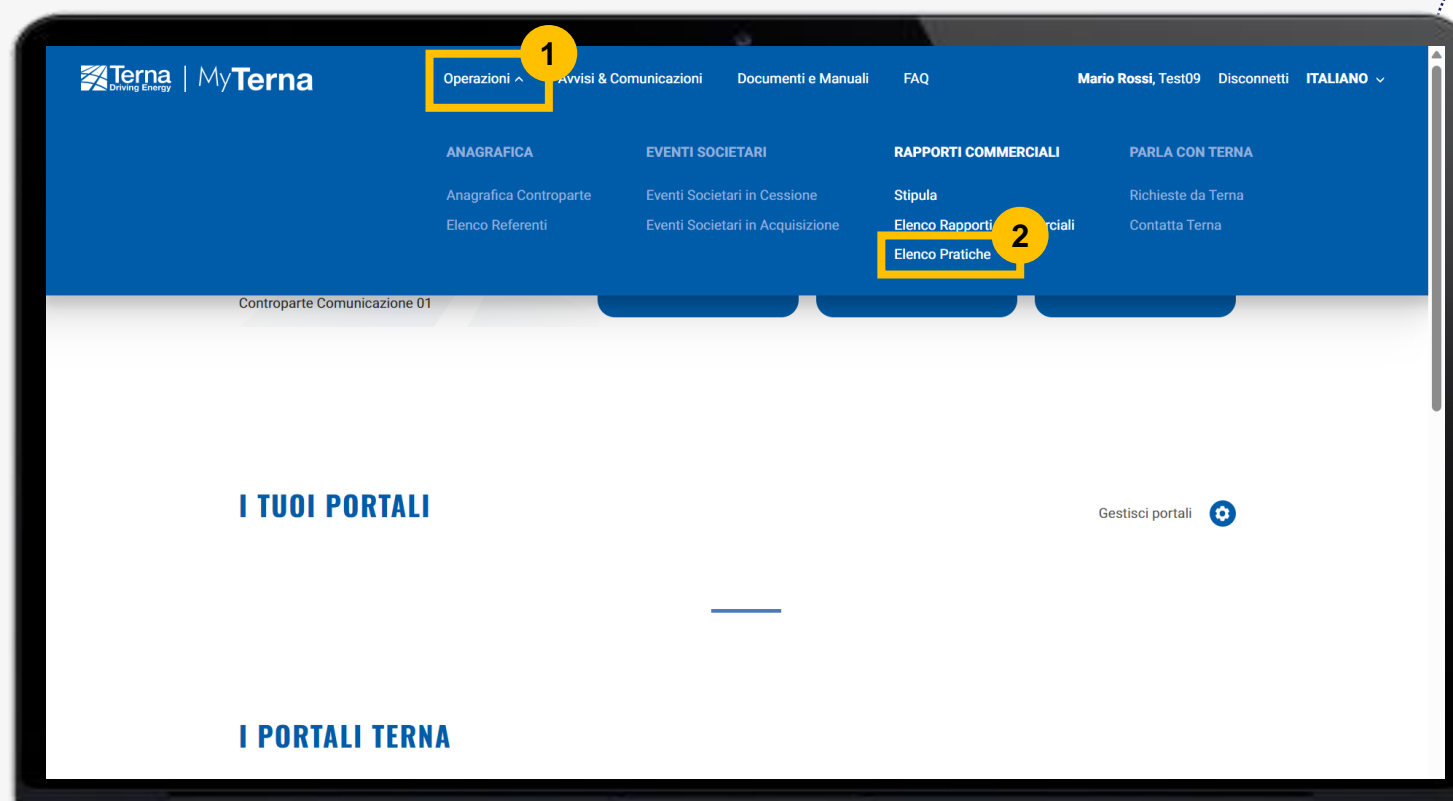 1
Terna Driving Energy | MyTerna
Operazioni Avvisi & Comunicazioni Documenti e Manuali FAQ Mario Rossi, Test09 Disconnetti ITALIANO
ANAGRAFICA EVENTI SOCIETARI RAPPORTI COMMERCIALI PARLA CON TERNA
Anagrafica Controparte Eventi Societari in Cessione Stipula Richieste da Terna
Elenco Referenti Eventi Societari in Acquisizione Elenco Rapporti Contatta Terna
2
Elenco Pratiche
Controparte Comunicazione 01
I TUOI PORTALI
Gestisci portali
I PORTALI TERNA